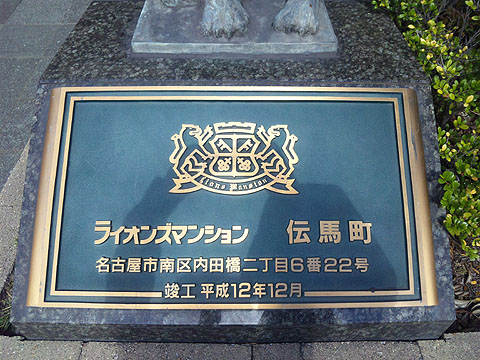 Lions Mansion
ライオンズマンション 伝馬町
名古屋市南区内田橋二丁目6番22号
竣工 平成12年12月